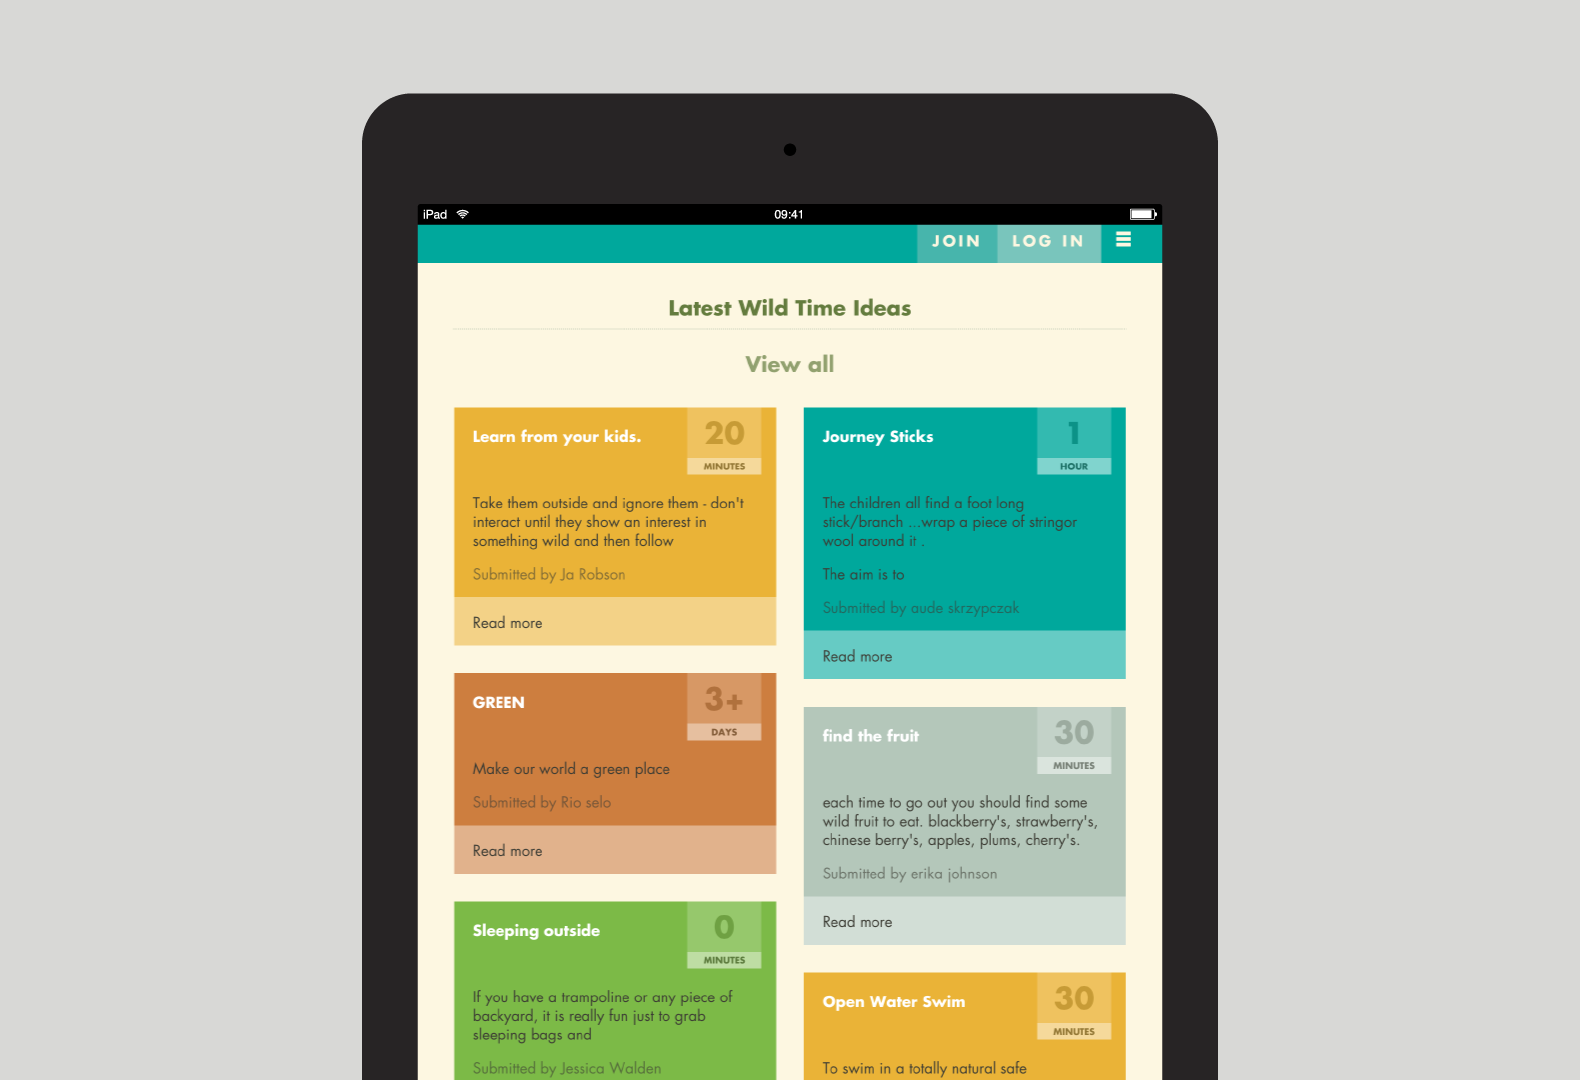 iPad
09:41
JOIN
LOG IN
Latest Wild Time Ideas
View all
Learn from your kids.
20
MINUTES
Take them outside and ignore them - don't
interact until they show an interest in
something wild and then follow
Submitted by Ja Robson
Read more
GREEN
3+
DAYS
Make our world a green place
Submitted by Rio selo
Read more
Sleeping outside
0
MINUTES
If you have a trampoline or any piece of
backyard, it is really fun just to grab
sleeping bags and
Submitted by Jessica Walden
Journey Sticks
1
HOUR
The children all find a foot long
stick/branch ...wrap a piece of stringor
wool around it .
The aim is to
Submitted by aude skrzypczak
Read more
find the fruit
30
MINUTES
each time to go out you should find some
wild fruit to eat. blackberry's, strawberry's,
chinese berry's, apples, plums, cherry's.
Submitted by erika johnson
Read more
Open Water Swim
30
MINUTES
To swim in a totally natural safe